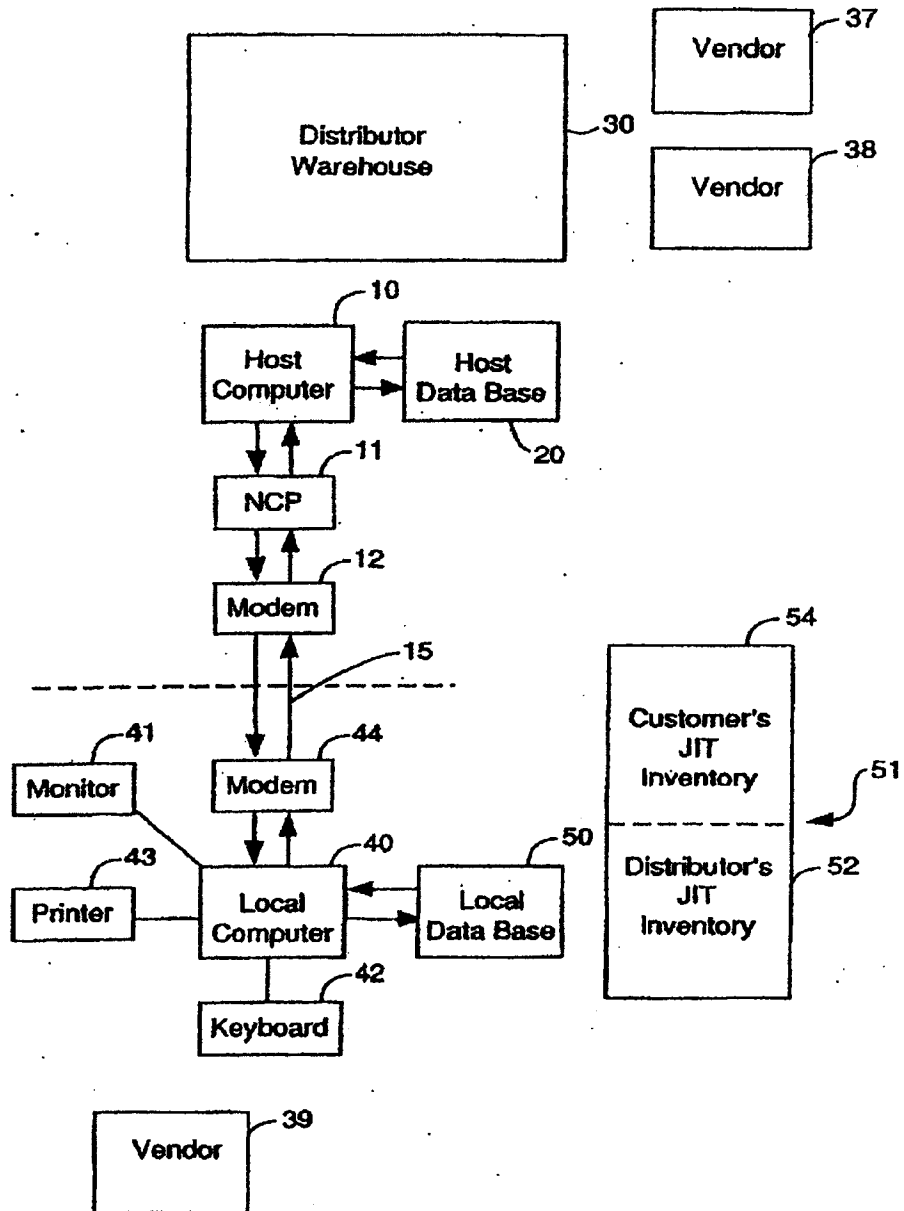 37
Vendor
Distributor
Warehouse
30
38
Vendor
10
Host
Computer
Host
Data Base
20
11
NCP
12
Modem
15
54
Customer's
JIT
Inventory
51
Distributor's
JIT
Inventory
52
41
Monitor
44
Modem
43
Printer
40
Local
Computer
50
Local
Data Base
42
Keyboard
39
Vendor